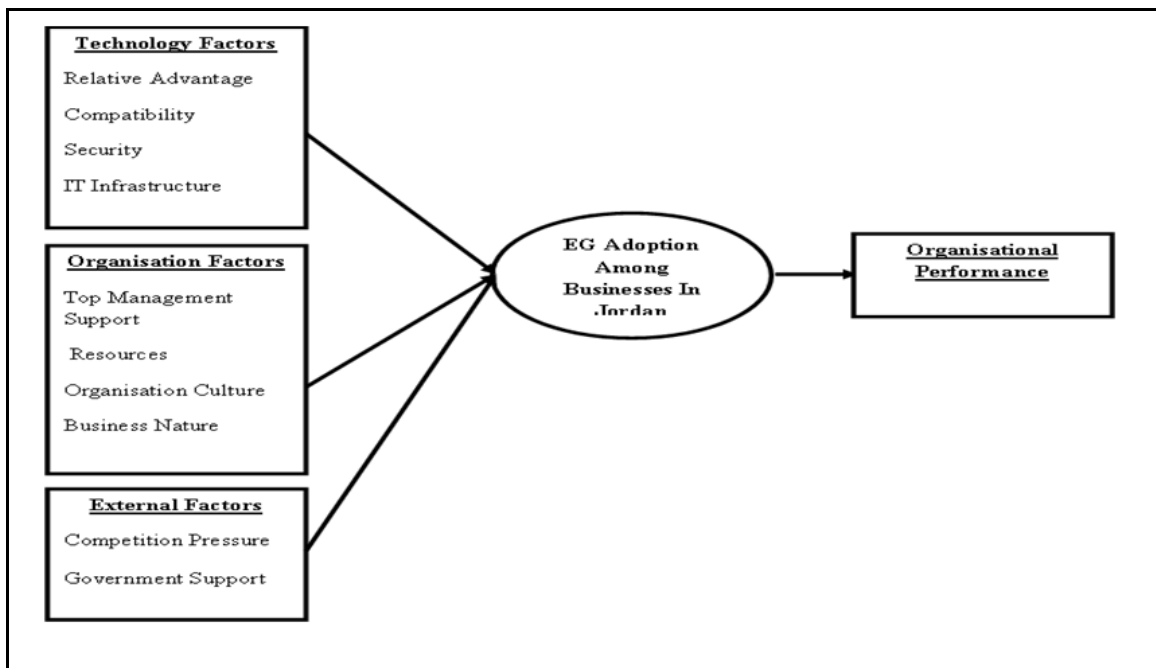 Technology Factors
Relative Advantage
Compatibility
Security
IT Infrastructure
Organisation Factors
Top Management
Support
Resources
Organisation Culture
Business Nature
External Factors
Competition Pressure
Government Support
EG Adoption
Among
Businesses In
Jordan
Organisational
Performance